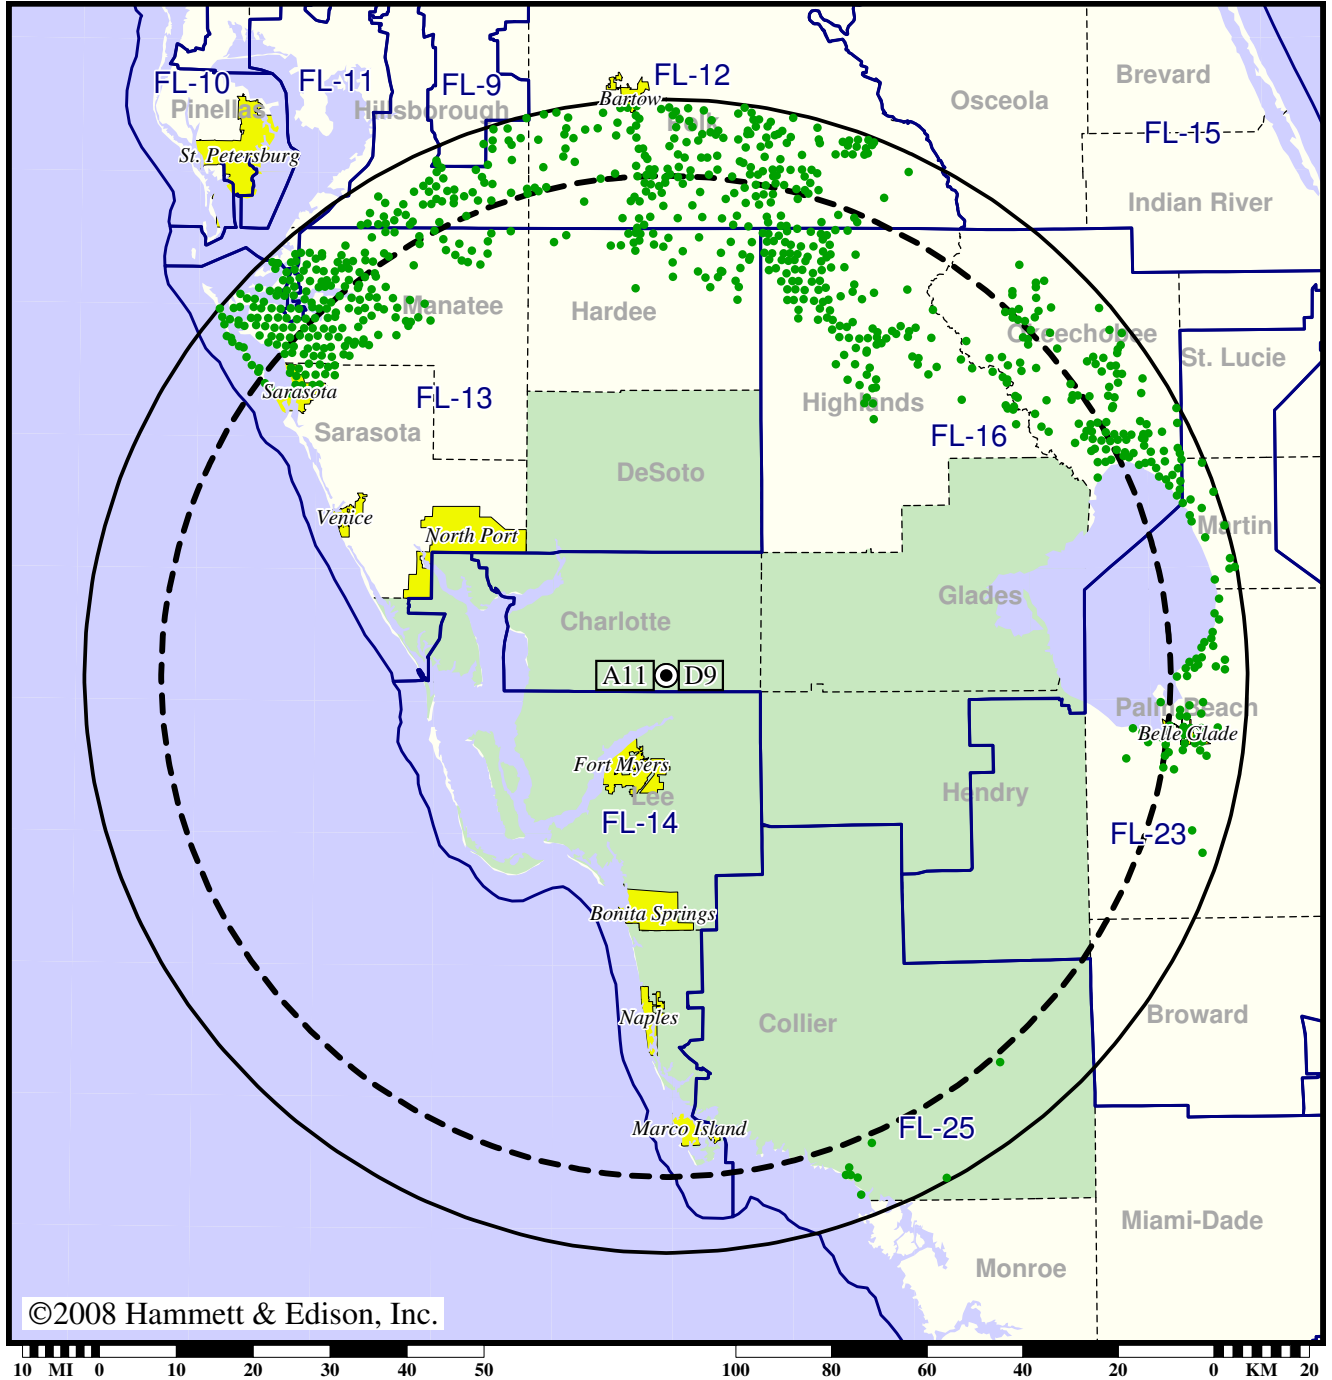 FL-10
FL-11
FL-9
FL-12
Brevard
Pinellas
Hillsborough
Bartow
Polk
Osceola
FL-15
St. Petersburg
Indian River
Manatee
Hardee
Okeechobee
St. Lucie
Sarasota
FL-13
Highlands
Sarasota
FL-16
DeSoto
Venice
North Port
Martin
Glades
Charlotte
A11
D9
Palm Beach
Belle Glade
Fort Myers
Lee
Hendry
FL-14
FL-23
Bonita Springs
Naples
Collier
Broward
Marco Island
FL-25
Miami-Dade
Monroe
©2008 Hammett & Edison, Inc.
10 MI 0 10 20 30 40 50 100 80 60 40 20 0 KM 20